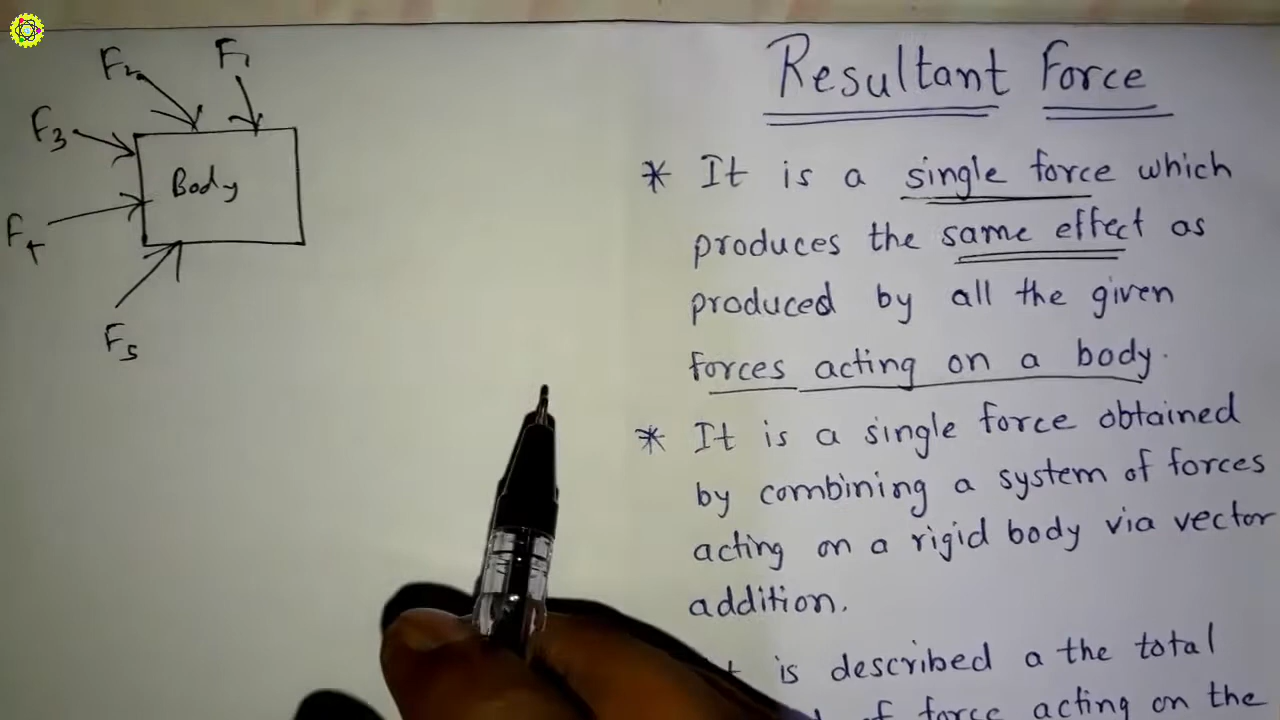 F1
F2
F3
Body
F4
F5
Resultant Force
* It is a single force which
produces the same effect as
produced by all the given
forces acting on a body.
* It is a single force obtained
by combining a system of forces
acting on a rigid body via vector
addition.
is described a the total
of force acting on the